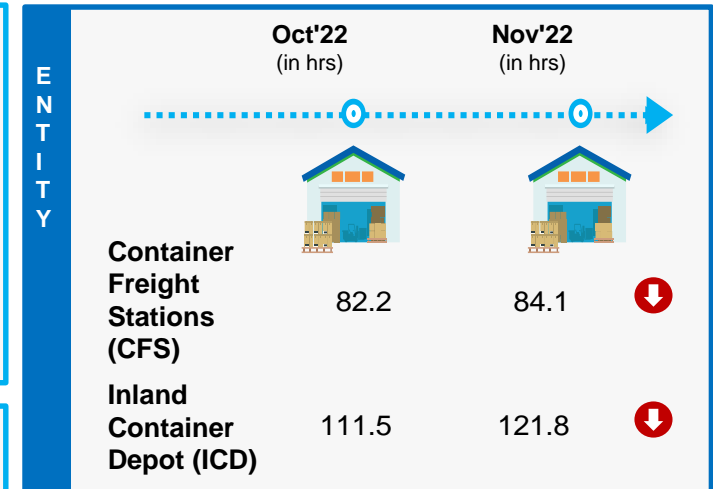 ENTITY
Oct'22 Nov'22
(in hrs) (in hrs)
Container
Freight
Stations
(CFS)
82.2 84.1
Inland
Container
Depot (ICD)
111.5 121.8